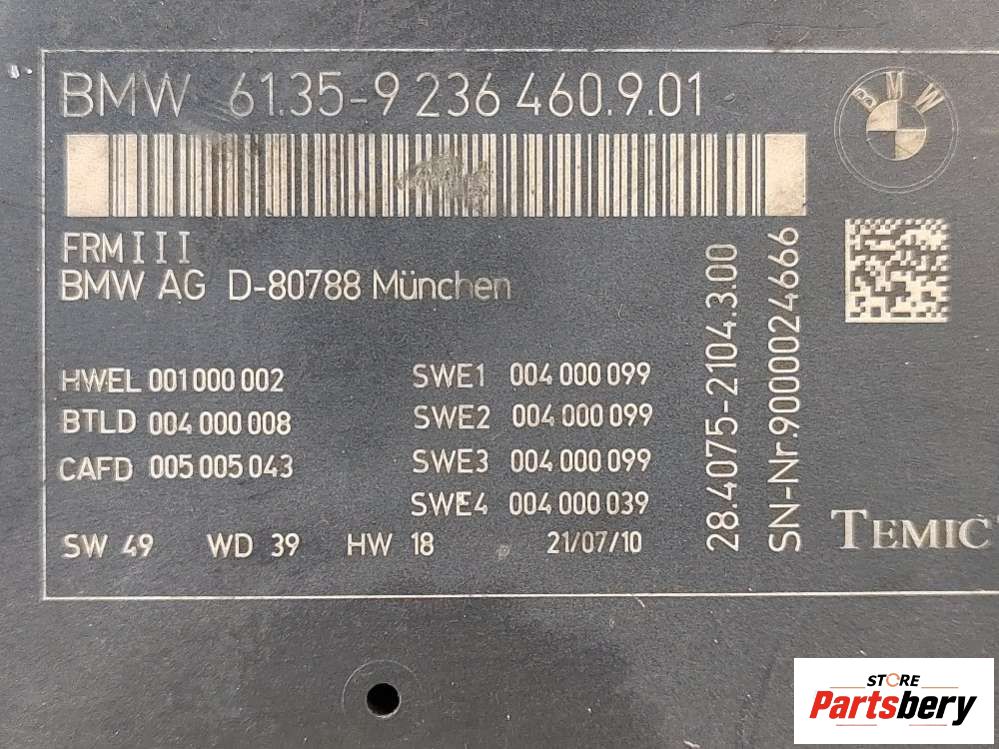 BMW 61.35-9 236 460.9.01
BMW
FRMIII
BMW AG D-80788 München
HWEL 001 000 002
BTLD 004 000 008
CAFD 005 005 043
SWE1 004 000 099
SWE2 004 000 099
SWE3 004 000 099
SWE4 004 000 039
SW 49 WD 39 HW 18 21/07/10
28.4075-2104.3.00
SN-Nr.9000024666
TEMIC
STORE
Partsbery